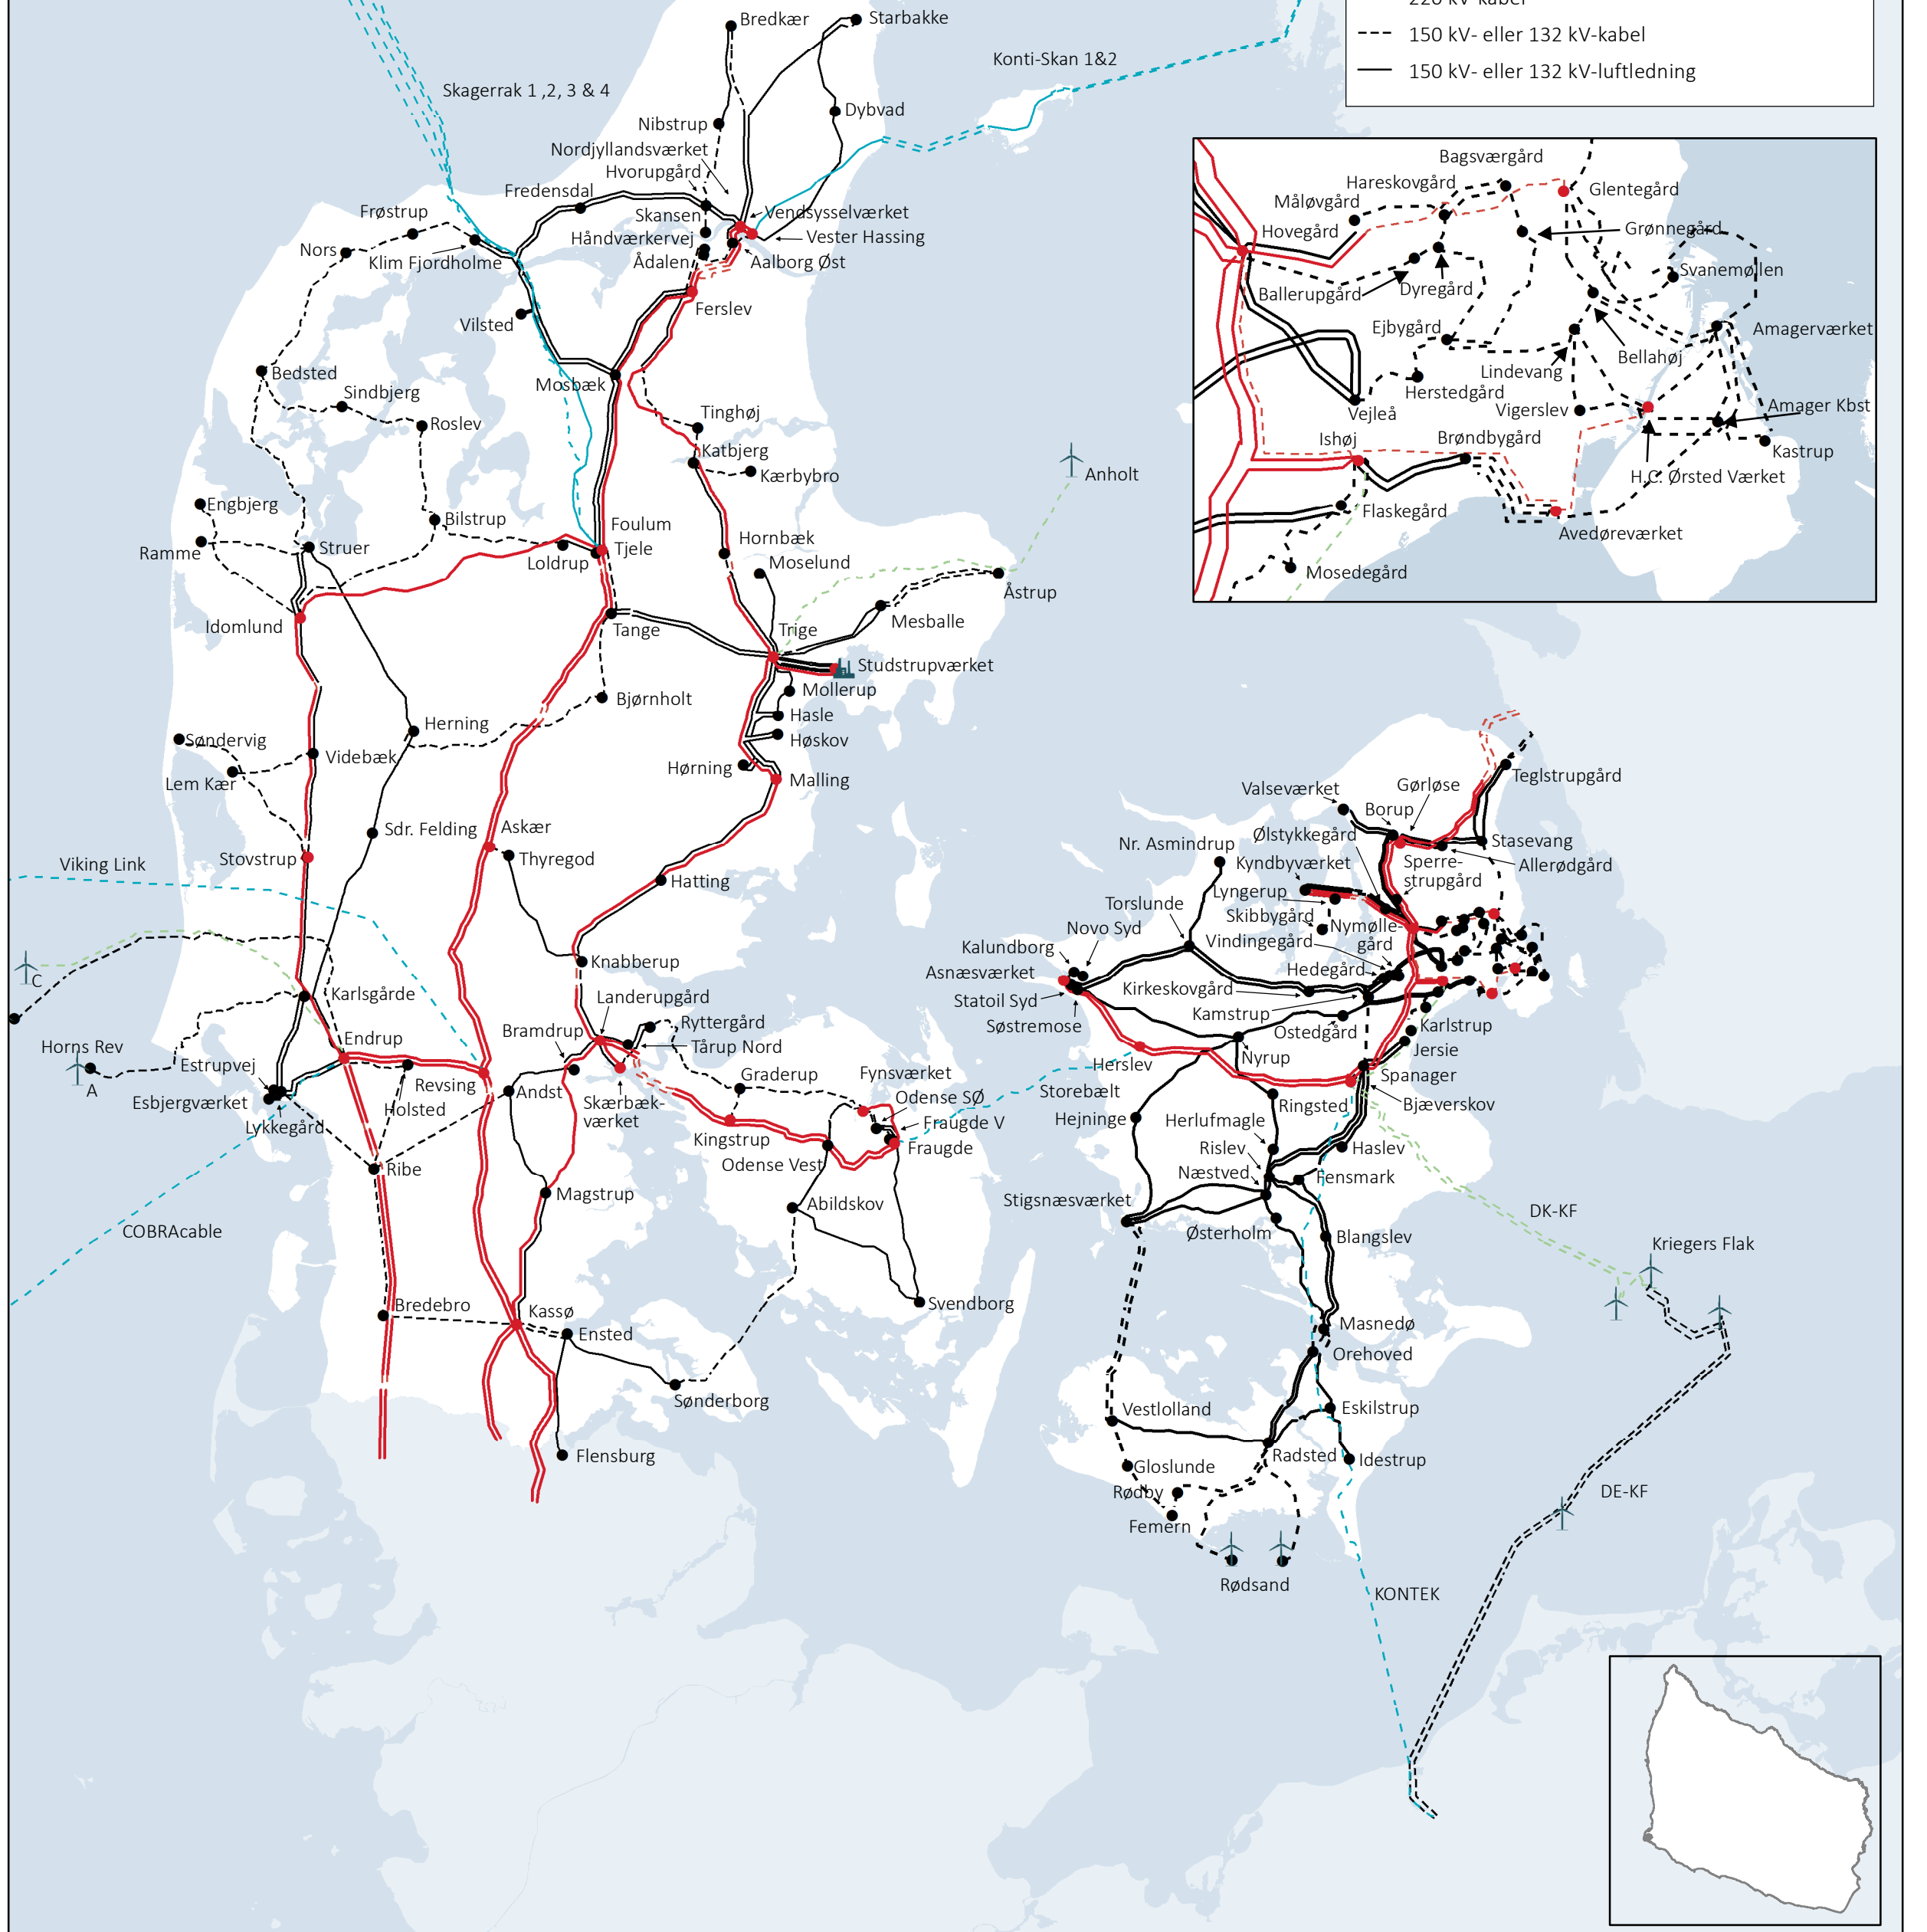 220 kV-kabel
150 kV- eller 132 kV-kabel
150 kV- eller 132 kV-luftledning
Bredkær
Starbakke
Konti-Skan 1&2
Skagerrak 1 ,2, 3 & 4
Dybvad
Nibstrup
Nordjyllandsværket
Hvorupgård
Fredensdal
Frøstrup
Skansen
Vendsysselværket
Håndværkervej
Vester Hassing
Nors
Klim Fjordholme
Ådalen
Aalborg Øst
Ferslev
Vilsted
Bedsted
Mosbæk
Sindbjerg
Tinghøj
Roslev
Katbjerg
Kærbybro
Anholt
Engbjerg
Bilstrup
Foulum
Ramme
Struer
Tjele
Hornbæk
Loldrup
Moselund
Åstrup
Idomlund
Tange
Trige
Mesballe
Studstrupværket
Mollerup
Bjørnholt
Hasle
Herning
Høskov
Søndervig
Videbæk
Hørning
Lem Kær
Malling
Sdr. Felding
Askær
Thyregod
Stovstrup
Viking Link
Hatting
Knabberup
C
Karlsgårde
Landerupgård
Ryttergård
Bramdrup
Tårup Nord
Endrup
Horns Rev
A
Estrupvej
Revsing
Andst
Graderup
Fynsværket
Esbjergværket
Holsted
Skærbæk-
værket
Odense SØ
Lykkegård
Kingstrup
Fraugde V
Fraugde
Odense Vest
Ribe
Magstrup
Abildskov
COBRAcable
Bredebro
Kassø
Ensted
Svendborg
Sønderborg
Flensburg
Storebælt
Bagsværgård
Hareskovgård
Glentegård
Måløvgård
Hovegård
Grønnegård
Svanemøllen
Ballerupgård
Dyregård
Ejbygård
Amagerværket
Bellahøj
Lindevang
Herstedgård
Vejleå
Vigerslev
Amager Kbst
Ishøj
Brøndbygård
Kastrup
H.C. Ørsted Værket
Flaskegård
Avedøreværket
Mosedegård
Teglstrupgård
Gørløse
Valseværket
Borup
Ølstykkegård
Stasevang
Nr. Asmindrup
Kyndbyværket
Sperre-
strupgård
Allerødgård
Lyngerup
Torslunde
Skibbygård
Novo Syd
Nymølle-
gård
Kalundborg
Vindingegård
Asnæsværket
Hedegård
Statoil Syd
Kirkeskovgård
Søstremose
Kamstrup
Ostedgård
Karlstrup
Jersie
Herslev
Nyrup
Spanager
Bjæverskov
Ringsted
Hejninge
Herlufmagle
Rislev
Haslev
Næstved
Fensmark
Stigsnæsværket
Østerholm
Blangslev
DK-KF
Kriegers Flak
Masnedø
Orehoved
Vestlolland
Eskilstrup
Radsted
Idestrup
Gloslunde
Rødby
Femern
DE-KF
Rødsand
KONTEK